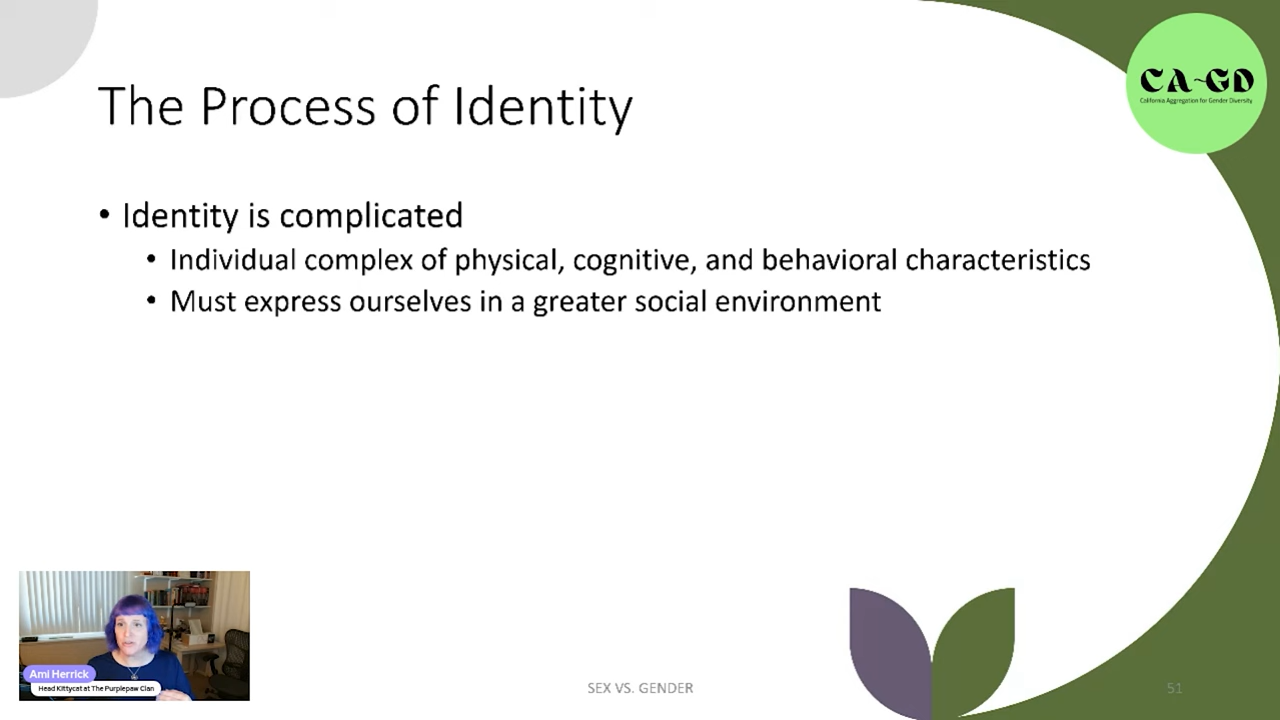 CA~GD
California Aggregation for Gender Diversity
The Process of Identity
• Identity is complicated
• Individual complex of physical, cognitive, and behavioral characteristics
• Must express ourselves in a greater social environment
Ami Herrick
Head Kittycat at The Purplepaw Clan
SEX VS. GENDER
51